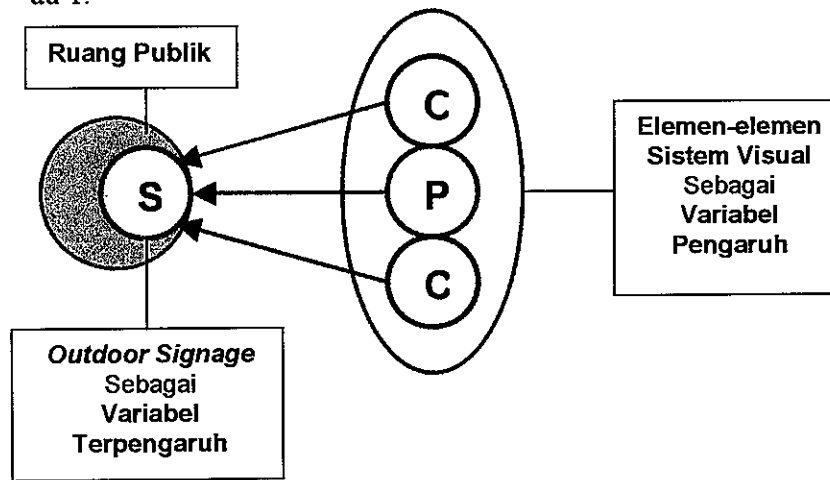 Ruang Publik
C
S
P
C
Elemen-elemen
Sistem Visual
Sebagai
Variabel
Pengaruh
Outdoor Signage
Sebagai
Variabel
Terpengaruh